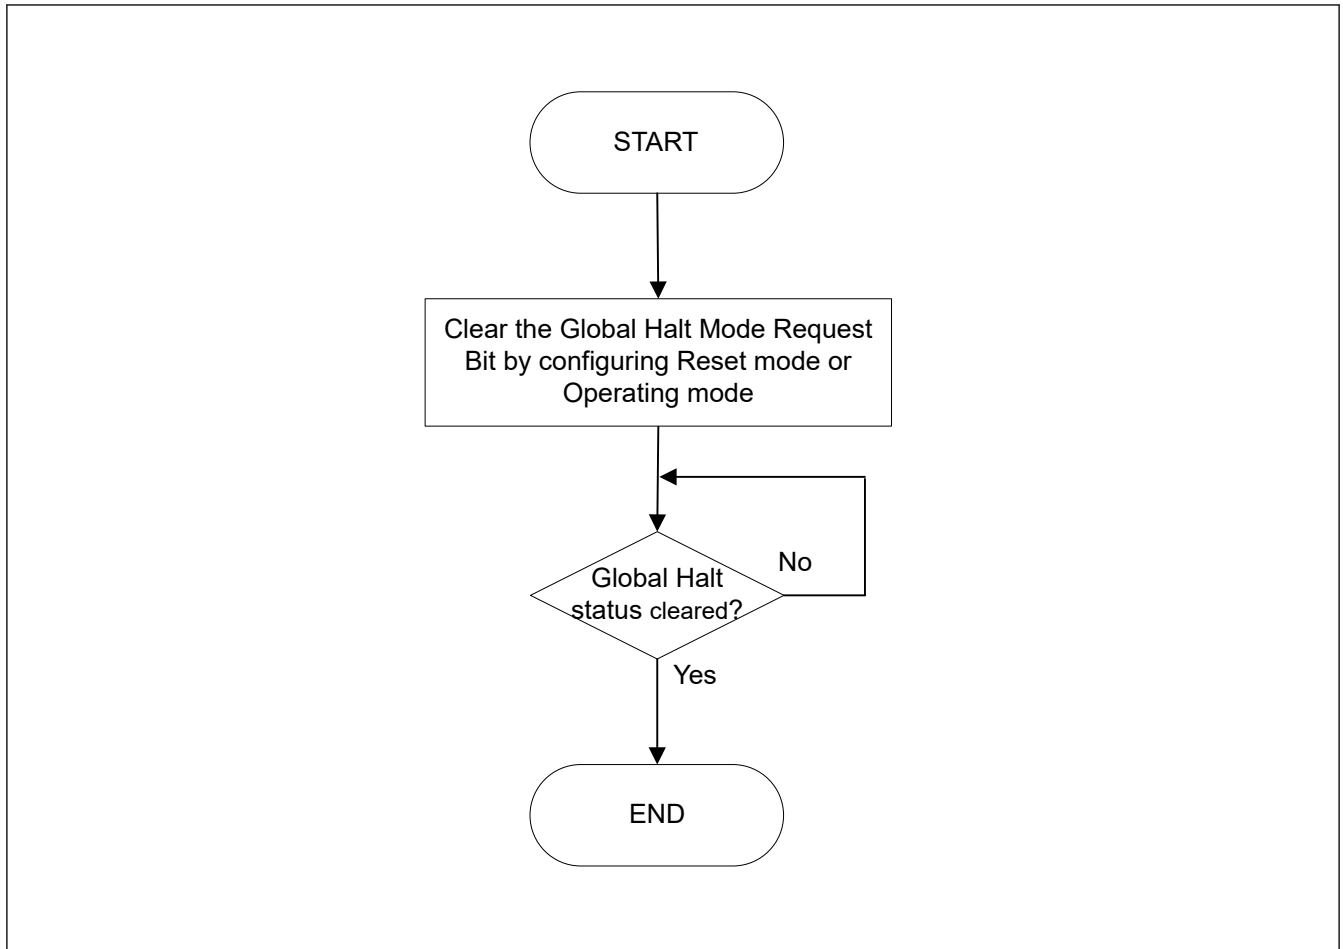 START
Clear the Global Halt Mode Request
Bit by configuring Reset mode or
Operating mode
No
Global Halt
status cleared?
Yes
END